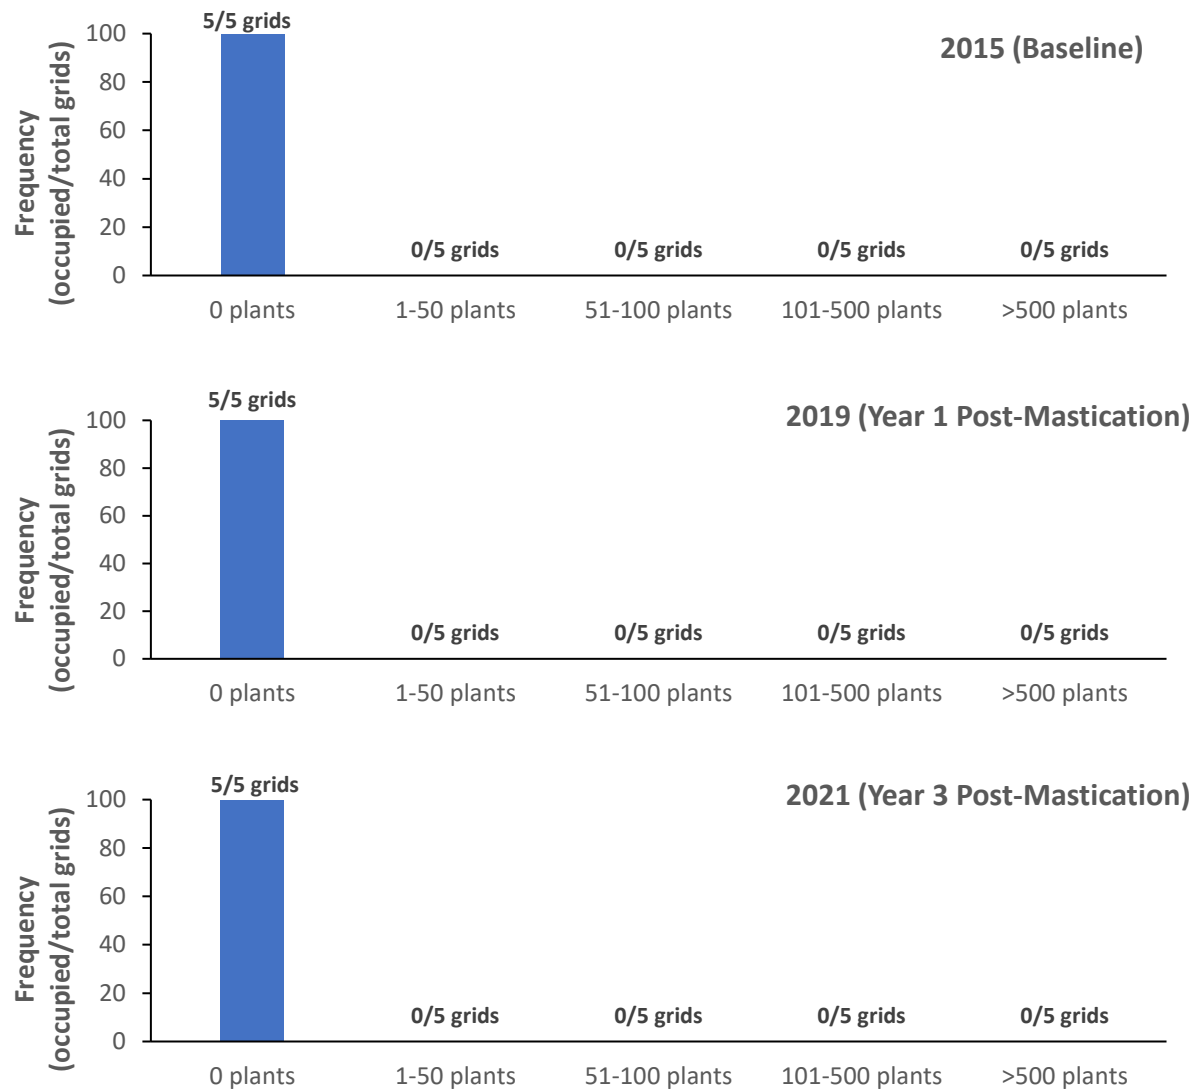 5/5 grids
2015 (Baseline)
Frequency
(occupied/total grids)
100
80
60
40
20
0
0/5 grids 0/5 grids 0/5 grids 0/5 grids
0 plants 1-50 plants 51-100 plants 101-500 plants >500 plants
5/5 grids
2019 (Year 1 Post-Mastication)
Frequency
(occupied/total grids)
100
80
60
40
20
0
0/5 grids 0/5 grids 0/5 grids 0/5 grids
0 plants 1-50 plants 51-100 plants 101-500 plants >500 plants
5/5 grids
2021 (Year 3 Post-Mastication)
Frequency
(occupied/total grids)
100
80
60
40
20
0
0/5 grids 0/5 grids 0/5 grids 0/5 grids
0 plants 1-50 plants 51-100 plants 101-500 plants >500 plants